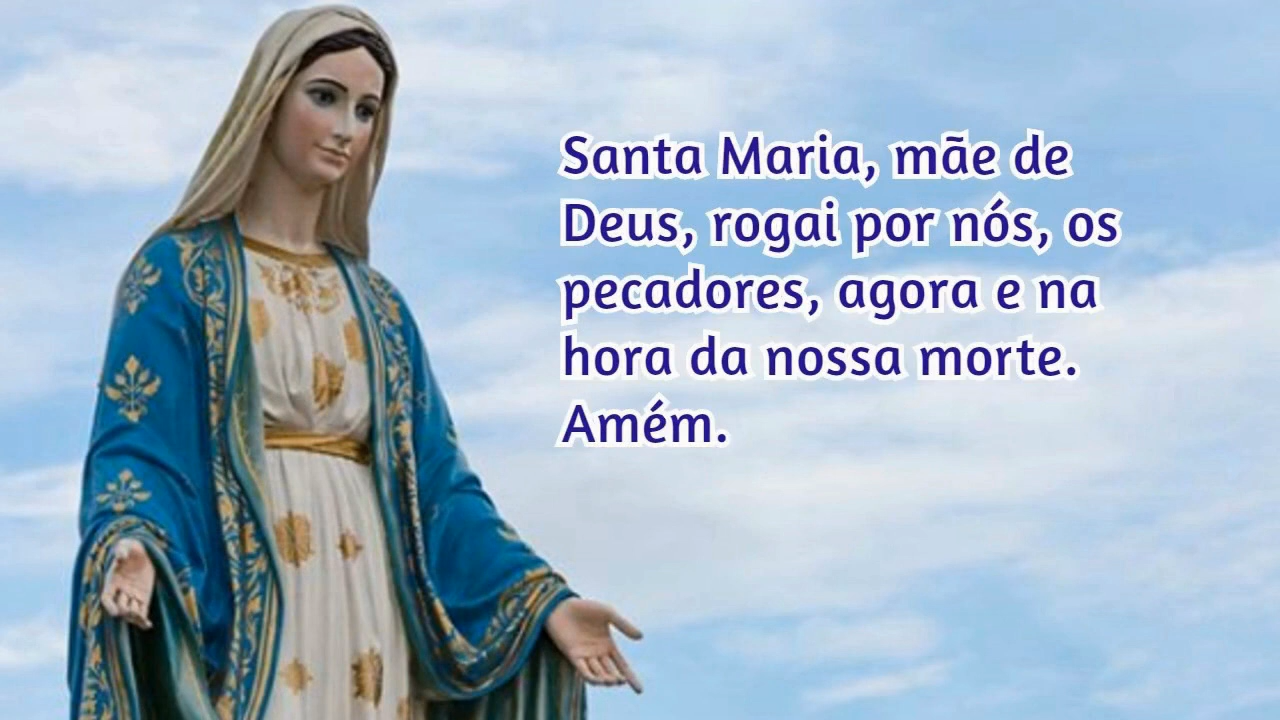 Santa Maria, mãe de
Deus, rogai por nós, os
pecadores, agora e na
hora da nossa morte.
Amém.